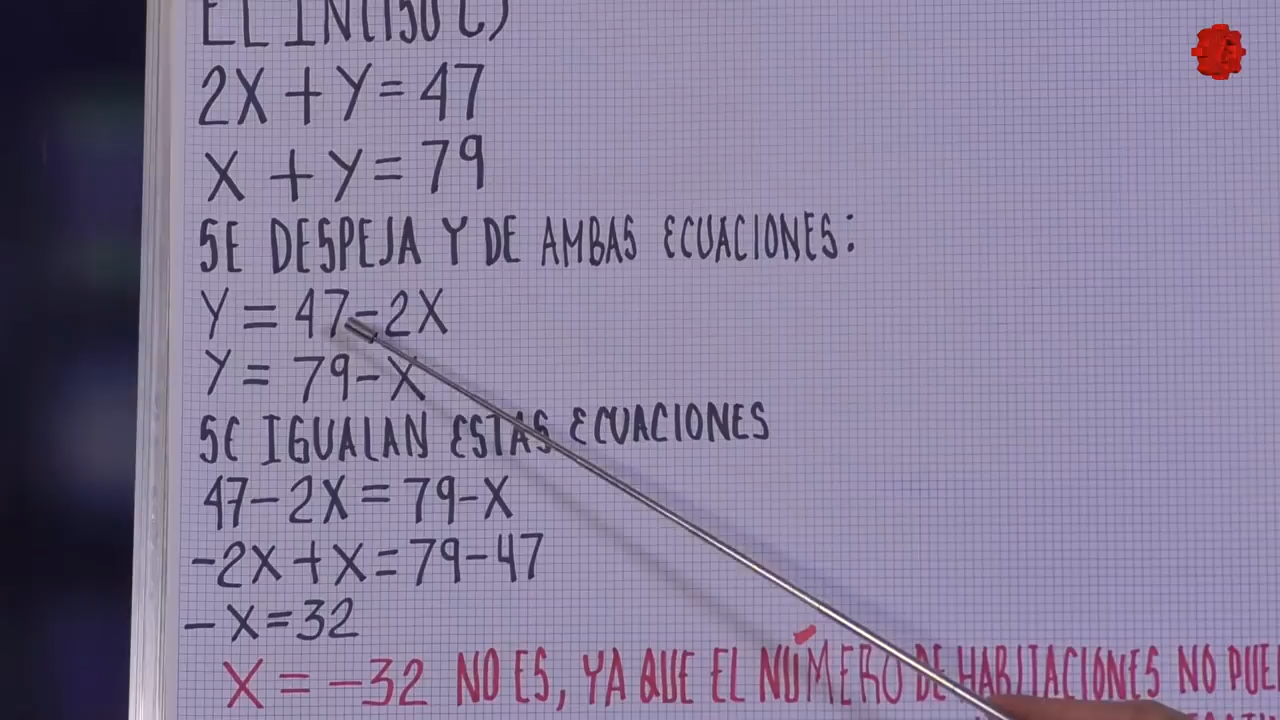 EL INCISO C)
2X + Y = 47
X + Y = 79
SE DESPEJA Y DE AMBAS ECUACIONES:
Y = 47 - 2X
Y = 79 - X
SE IGUALAN ESTAS ECUACIONES
47 - 2X = 79 - X
-2X + X = 79 - 47
- X = 32
X = -32 NO ES, YA QUE EL NÚMERO DE HABITACIONES NO